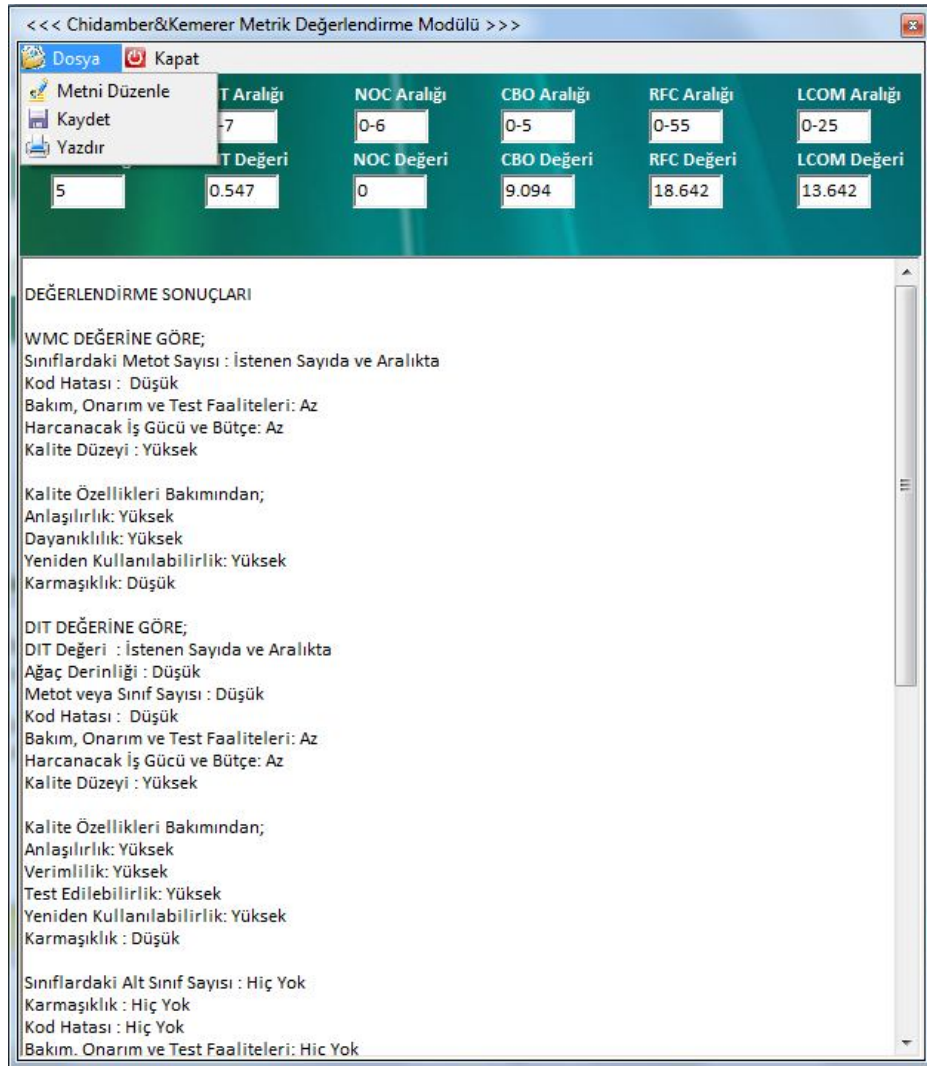 <<< Chidamber&Kemerer Metrik Değerlendirme Modülü >>>
Dosya Kapat
Metni Düzenle
Kaydet
Yazdır
T Aralığı NOC Aralığı CBO Aralığı RFC Aralığı LCOM Aralığı
-7 0-6 0-5 0-55 0-25
T Değeri NOC Değeri CBO Değeri RFC Değeri LCOM Değeri
5 0.547 0 9.094 18.642 13.642
DEĞERLENDİRME SONUÇLARI
WMC DEĞERİNE GÖRE;
Sınıflardaki Metot Sayısı : İstenen Sayıda ve Aralıkta
Kod Hatası : Düşük
Bakım, Onarım ve Test Faaliteleri: Az
Harcanacak İş Gücü ve Bütçe: Az
Kalite Düzeyi : Yüksek
Kalite Özellikleri Bakımından;
Anlaşılırlık: Yüksek
Dayanıklılık: Yüksek
Yeniden Kullanılabilirlik: Yüksek
Karmaşıklık: Düşük
DIT DEĞERİNE GÖRE;
DIT Değeri : İstenen Sayıda ve Aralıkta
Ağaç Derinliği : Düşük
Metot veya Sınıf Sayısı : Düşük
Kod Hatası : Düşük
Bakım, Onarım ve Test Faaliteleri: Az
Harcanacak İş Gücü ve Bütçe: Az
Kalite Düzeyi : Yüksek
Kalite Özellikleri Bakımından;
Anlaşılırlık: Yüksek
Verimlilik: Yüksek
Test Edilebilirlik: Yüksek
Yeniden Kullanılabilirlik: Yüksek
Karmaşıklık : Düşük
Sınıflardaki Alt Sınıf Sayısı : Hiç Yok
Karmaşıklık : Hiç Yok
Kod Hatası : Hiç Yok
Bakım, Onarım ve Test Faaliteleri: Hiç Yok